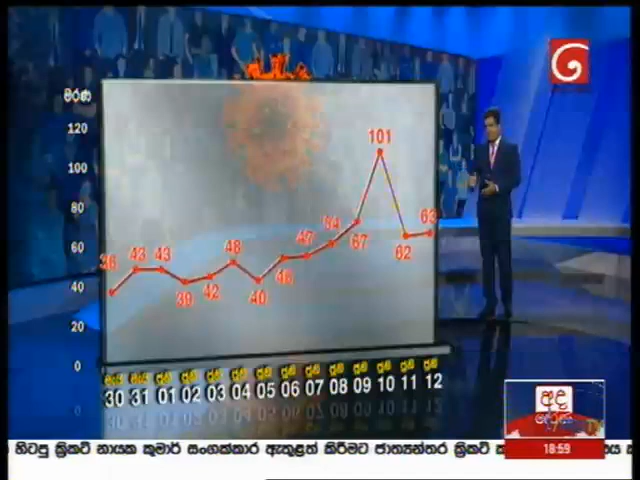 මරණ
120
100
80
60
40
20
0
36 43 43 39 42 48 40 46 47 54 67 101 62 63
මැයි මැයි ජූනි ජූනි ජූනි ජූනි ජූනි ජූනි ජූනි ජූනි ජූනි ජූනි ජූනි ජූනි
30 31 01 02 03 04 05 06 07 08 09 10 11 12
අද
දෙරණ
18:59
හිටපු ක්‍රිකට් නායක කුමාර් සංගක්කාර ඇතුළත් කිරීමට ජාත්‍යන්තර ක්‍රිකට්